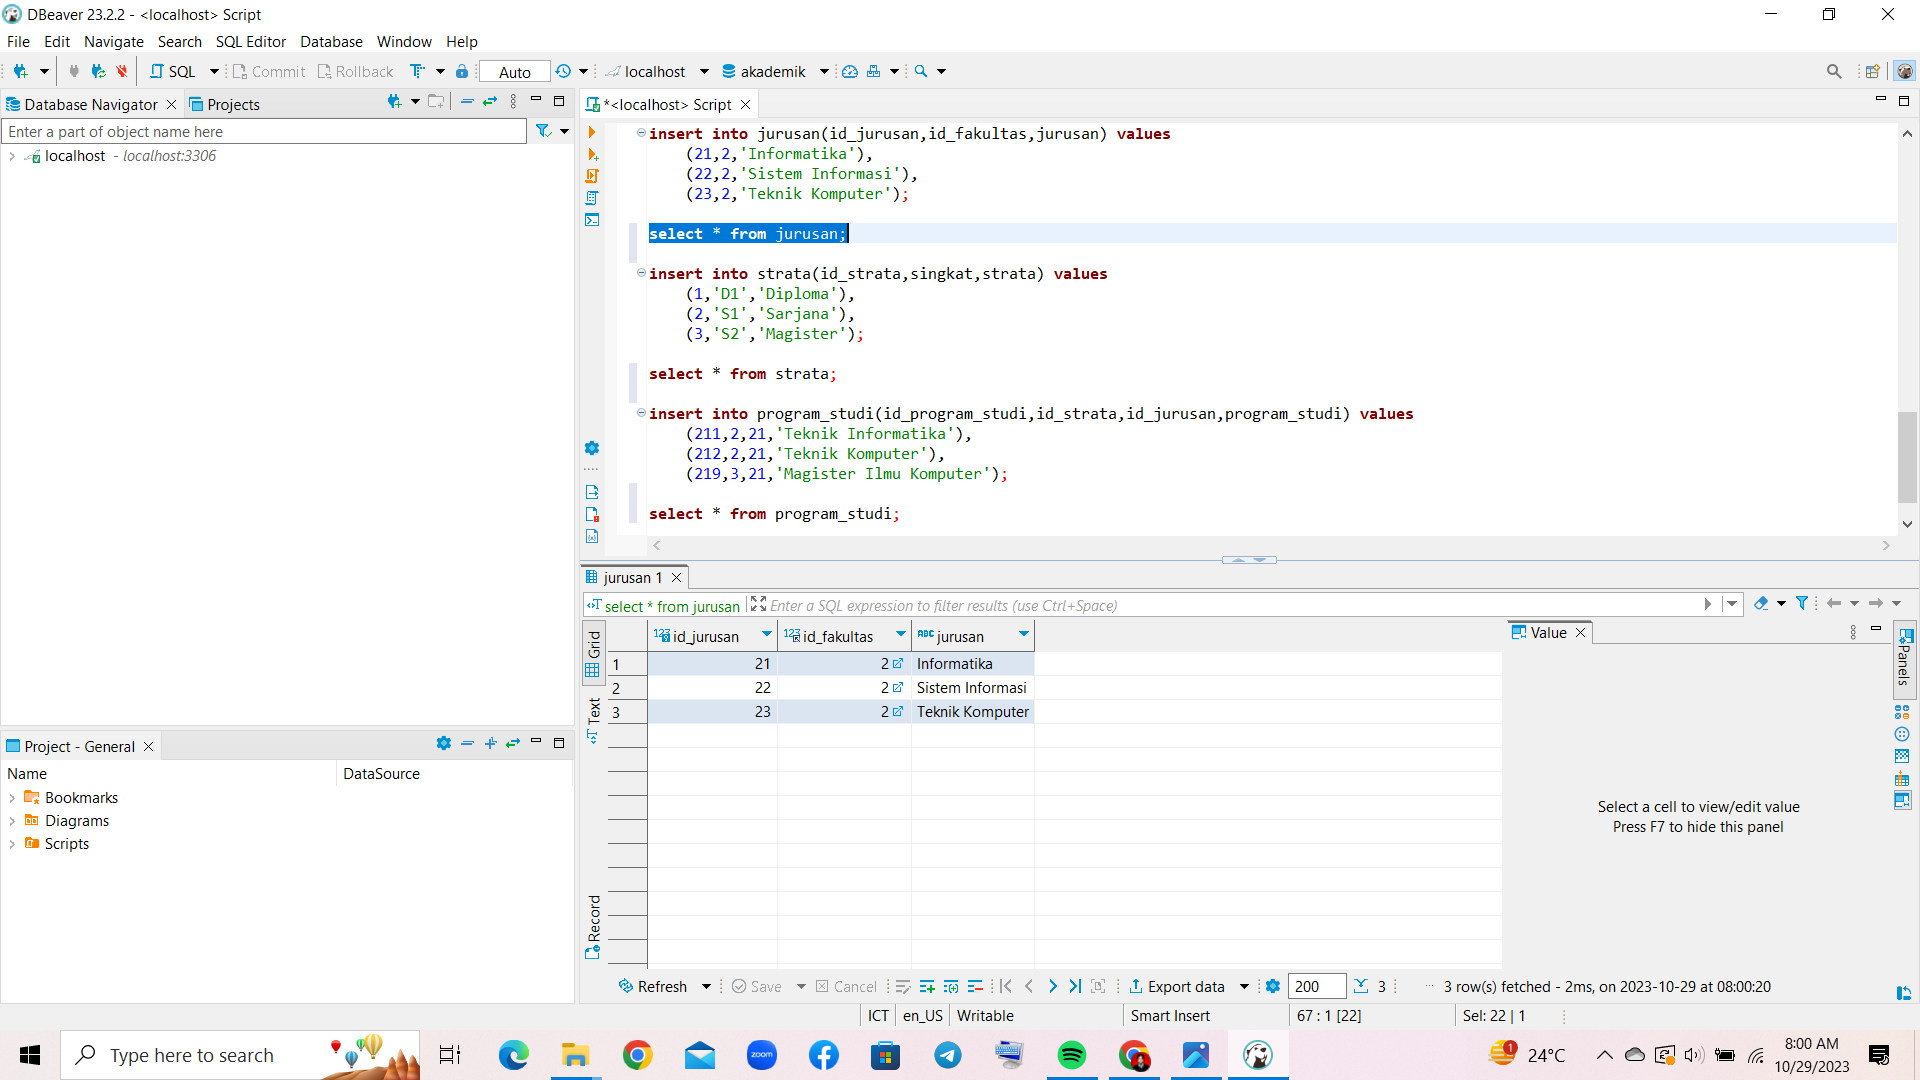 DBeaver 23.2.2 - <localhost> Script
File Edit Navigate Search SQL Editor Database Window Help
SQL Commit Rollback Auto localhost akademik
Database Navigator Projects
Enter a part of object name here
localhost - localhost:3306
*<localhost> Script
insert into jurusan(id_jurusan,id_fakultas,jurusan) values
(21,2,'Informatika'),
(22,2,'Sistem Informasi'),
(23,2,'Teknik Komputer');
select * from jurusan;
insert into strata(id_strata,singkat,strata) values
(1,'D1','Diploma'),
(2,'S1','Sarjana'),
(3,'S2','Magister');
select * from strata;
insert into program_studi(id_program_studi,id_strata,id_jurusan,program_studi) values
(211,2,21,'Teknik Informatika'),
(212,2,21,'Teknik Komputer'),
(219,3,21,'Magister Ilmu Komputer');
select * from program_studi;
Project - General
Name DataSource
Bookmarks
Diagrams
Scripts
jurusan 1
select * from jurusan Enter a SQL expression to filter results (use Ctrl+Space)
Grid
Text
Record
123 id_jurusan 123 id_fakultas ABC jurusan
1 21 2 Informatika
2 22 2 Sistem Informasi
3 23 2 Teknik Komputer
Value
Panels
Select a cell to view/edit value
Press F7 to hide this panel
Refresh Save Cancel Export data 200 3 3 row(s) fetched - 2ms, on 2023-10-29 at 08:00:20
ICT en_US Writable Smart Insert 67 : 1 [22] Sel: 22 | 1
Type here to search
zoom
1
24°C
8:00 AM
10/29/2023